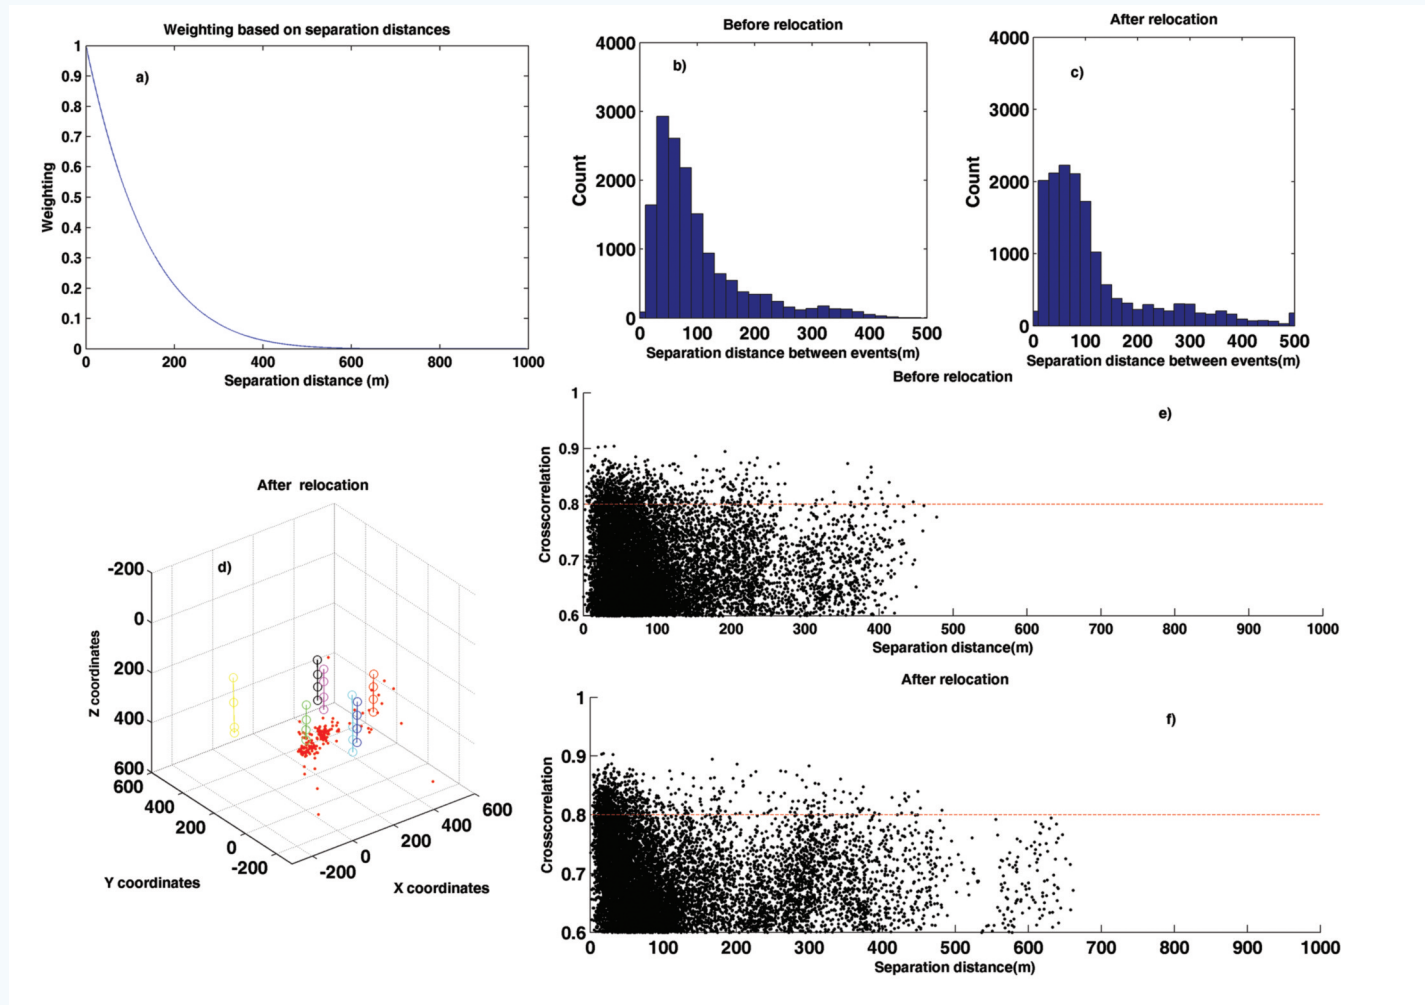 Weighting based on separation distances
a)
1
0.9
0.8
0.7
0.6
0.5
0.4
0.3
0.2
0.1
0
Weighting
0 200 400 600 800 1000
Separation distance (m)
Before relocation
b)
4000
3000
2000
1000
0
Count
0 100 200 300 400 500
Separation distance between events(m)
After relocation
c)
4000
3000
2000
1000
0
Count
0 100 200 300 400 500
Separation distance between events(m)
After relocation
d)
-200
0
200
400
600
Z coordinates
600
400
200
0
-200
Y coordinates
-200
0
200
400
600
X coordinates
Before relocation
e)
1
0.9
0.8
0.7
0.6
Crosscorrelation
0 100 200 300 400 500 600 700 800 900 1000
Separation distance(m)
After relocation
f)
1
0.9
0.8
0.7
0.6
Crosscorrelation
0 100 200 300 400 500 600 700 800 900 1000
Separation distance(m)